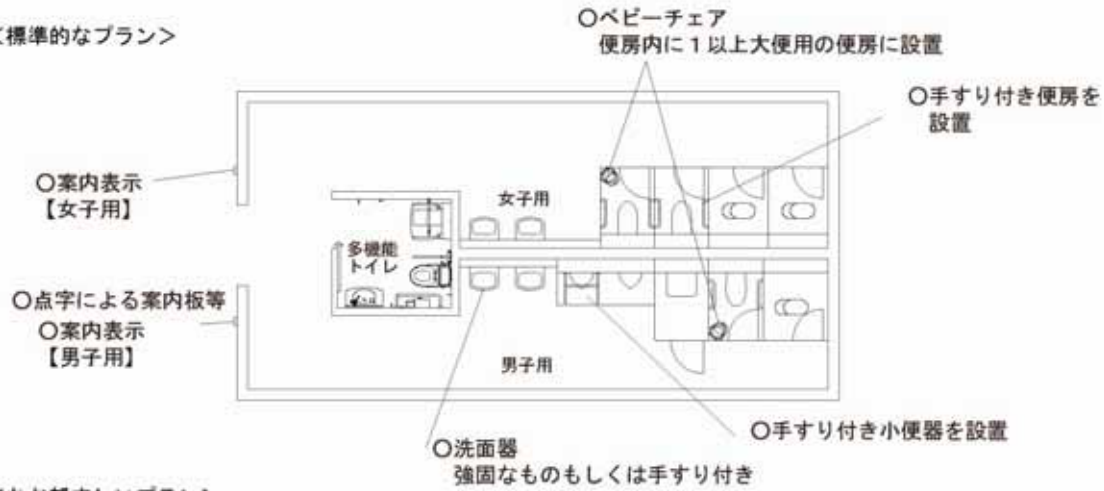 <標準的なプラン>
○ベビーチェア
便房内に1以上大便用の便房に設置
○手すり付き便房を
設置
○案内表示
【女子用】
女子用
多機能
トイレ
○点字による案内板等
○案内表示
【男子用】
男子用
○手すり付き小便器を設置
○洗面器
強固なものもしくは手すり付き